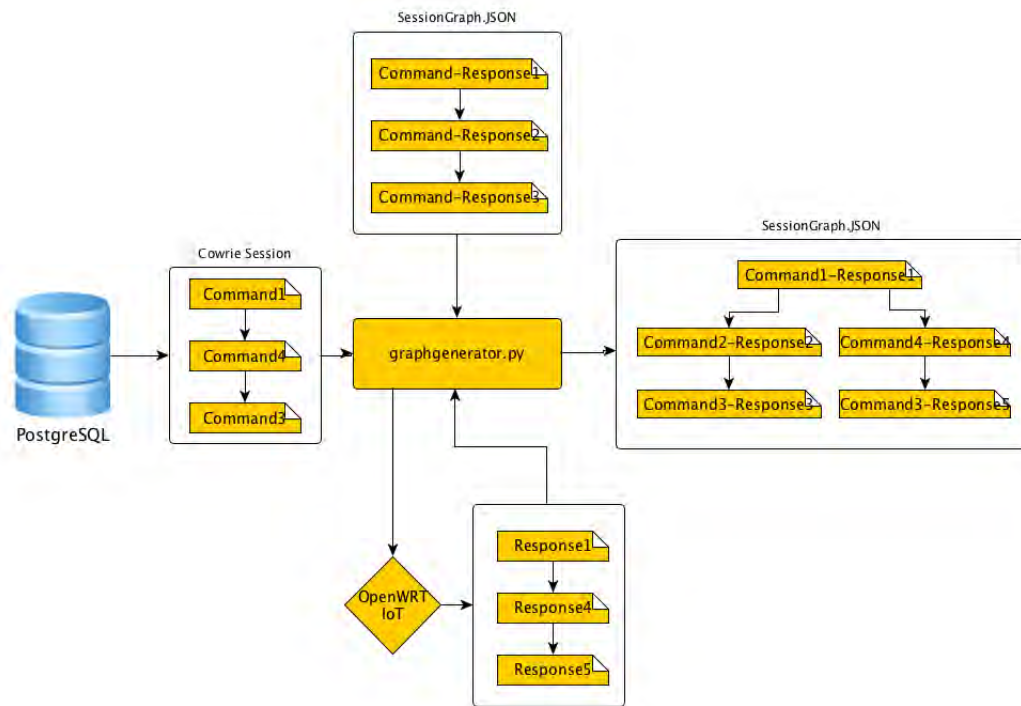 SessionGraph.JSON
Command-Response1
Command-Response2
Command-Response3
SessionGraph.JSON
Command1-Response1
Command2-Response2
Command4-Response4
Command3-Response3
Command3-Response5
Cowrie Session
Command1
Command4
Command3
PostgreSQL
graphgenerator.py
OpenWRT
IoT
Response1
Response4
Response5